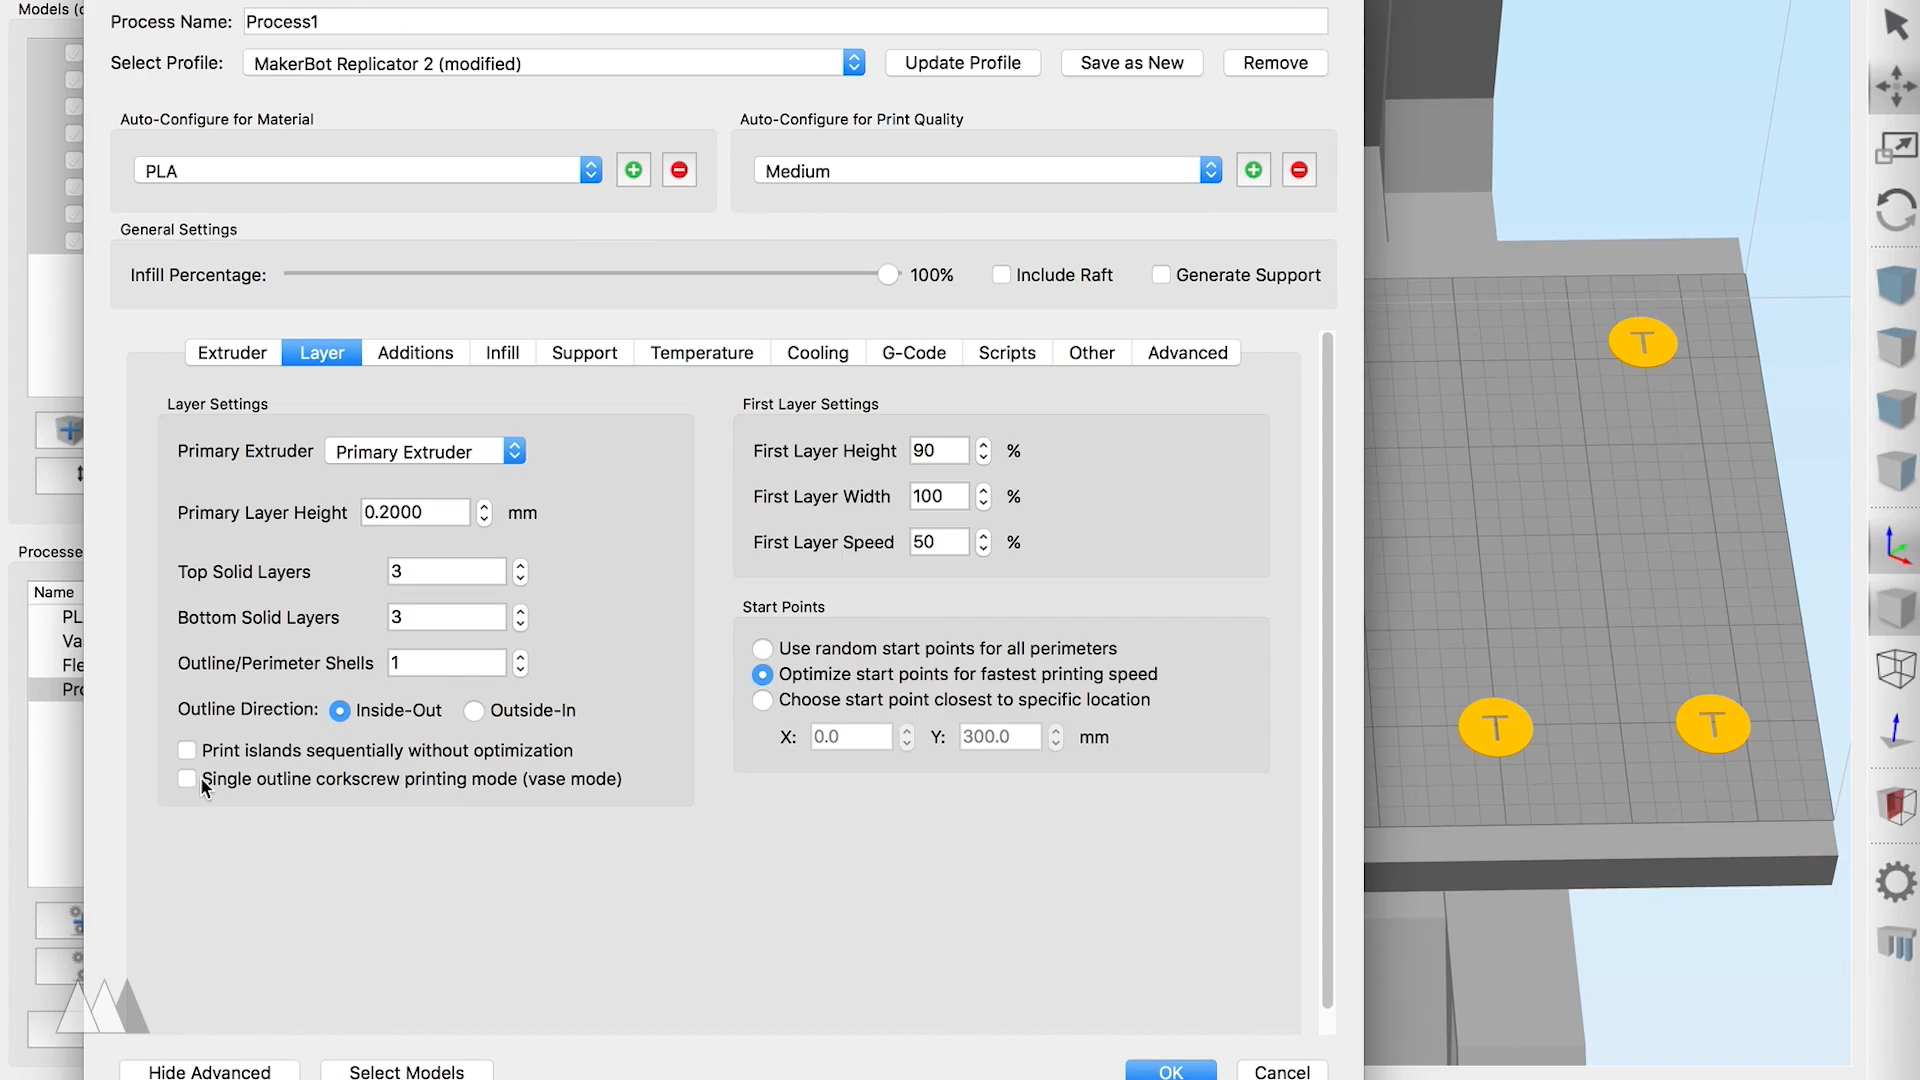 Models (
Process Name: Process1
Select Profile: MakerBot Replicator 2 (modified) Update Profile Save as New Remove
Auto-Configure for Material Auto-Configure for Print Quality
PLA Medium
General Settings
Infill Percentage: 100% Include Raft Generate Support
Extruder Layer Additions Infill Support Temperature Cooling G-Code Scripts Other Advanced
Layer Settings First Layer Settings
Primary Extruder Primary Extruder First Layer Height 90 %
Primary Layer Height 0.2000 mm First Layer Width 100 %
First Layer Speed 50 %
Top Solid Layers 3
Bottom Solid Layers 3
Outline/Perimeter Shells 1
Outline Direction: Inside-Out Outside-In
Print islands sequentially without optimization
Single outline corkscrew printing mode (vase mode)
Start Points
Use random start points for all perimeters
Optimize start points for fastest printing speed
Choose start point closest to specific location
X: 0.0 Y: 300.0 mm
Processe
Name
PL
Va
Fle
Pro
T
T
T
Hide Advanced Select Models OK Cancel